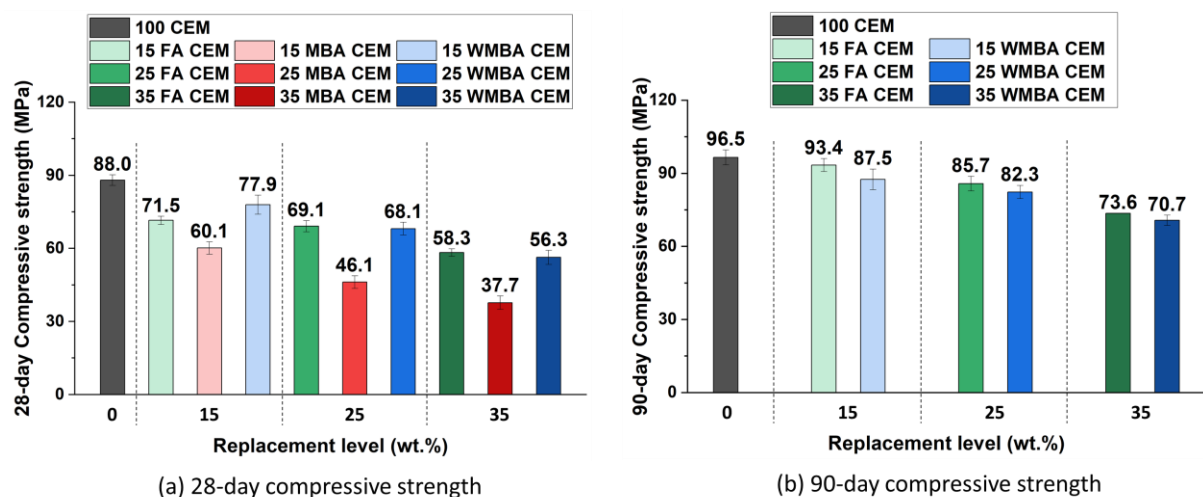 100 CEM
15 FA CEM 15 MBA CEM 15 WMBA CEM
25 FA CEM 25 MBA CEM 25 WMBA CEM
35 FA CEM 35 MBA CEM 35 WMBA CEM
28-day Compressive strength (MPa)
120
90
60
30
0
88.0
71.5
60.1
77.9
69.1
46.1
68.1
58.3
37.7
56.3
0 15 25 35
Replacement level (wt.%)
(a) 28-day compressive strength
100 CEM
15 FA CEM 15 WMBA CEM
25 FA CEM 25 WMBA CEM
35 FA CEM 35 WMBA CEM
90-day Compressive strength (MPa)
120
90
60
30
0
96.5
93.4
87.5
85.7
82.3
73.6
70.7
0 15 25 35
Replacement level (wt.%)
(b) 90-day compressive strength